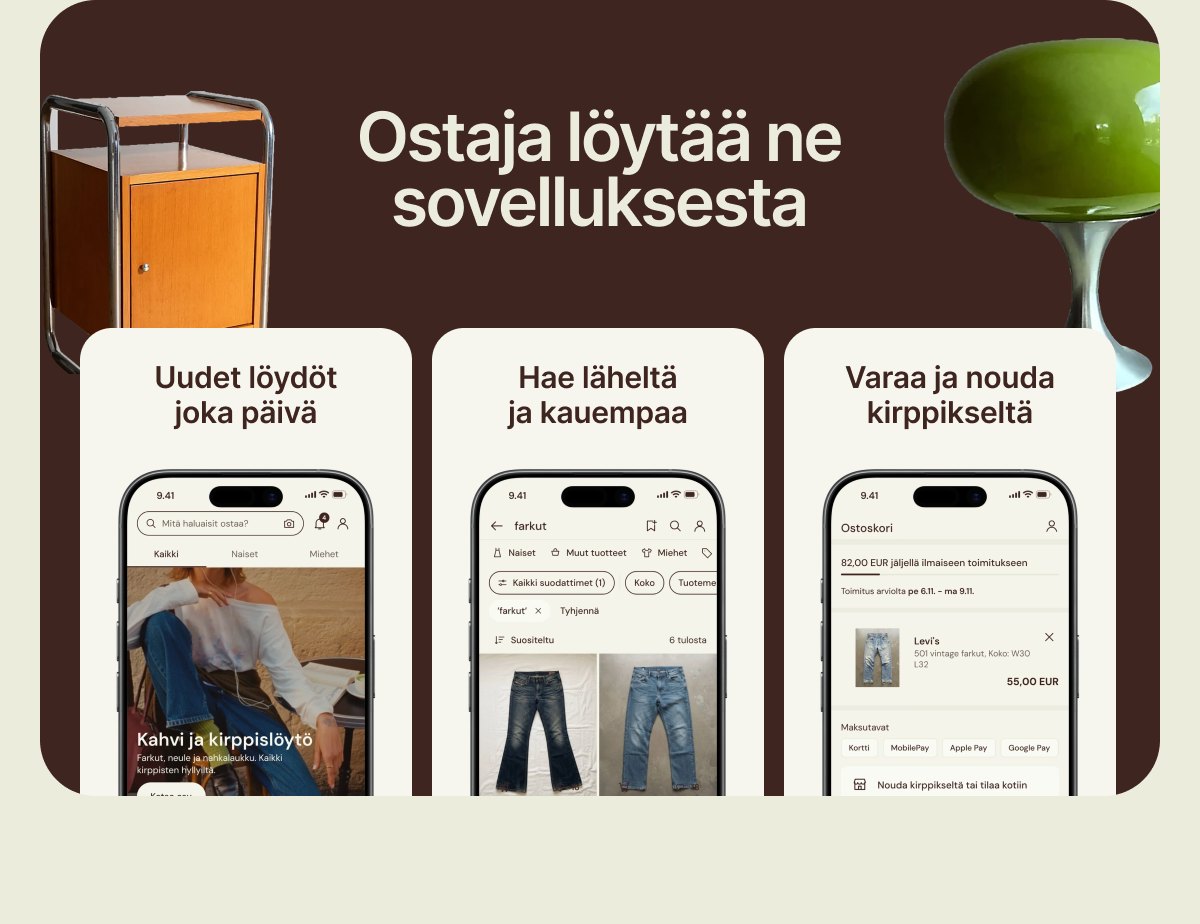 Ostaja löytää ne
sovelluksesta
Uudet löydöt
joka päivä
9.41
4
Mitä haluaisit ostaa?
Kaikki
Naiset
Miehet
Kahvi ja kirppislöytö
Farkut, neule ja nahkalaukku. Kaikki
kirppisten hyllyiltä.
Hae läheltä
ja kauempaa
9.41
farkut
Naiset
Muut tuotteet
Miehet
Kaikki suodattimet (1)
Koko
'farkut'
Tyhjennä
Suositeltu
6 tulosta
Varaa ja nouda
kirppikseltä
9.41
Ostoskori
82,00 EUR jäljellä ilmaiseen toimitukseen
Toimitus arviolta pe 6.11. - ma 9.11.
Levi's
501 vintage farkut, Koko: W30
L32
55,00 EUR
Maksutavat
Kortti
MobilePay
Apple Pay
Google Pay
Nouda kirppikseltä tai tilaa kotiin